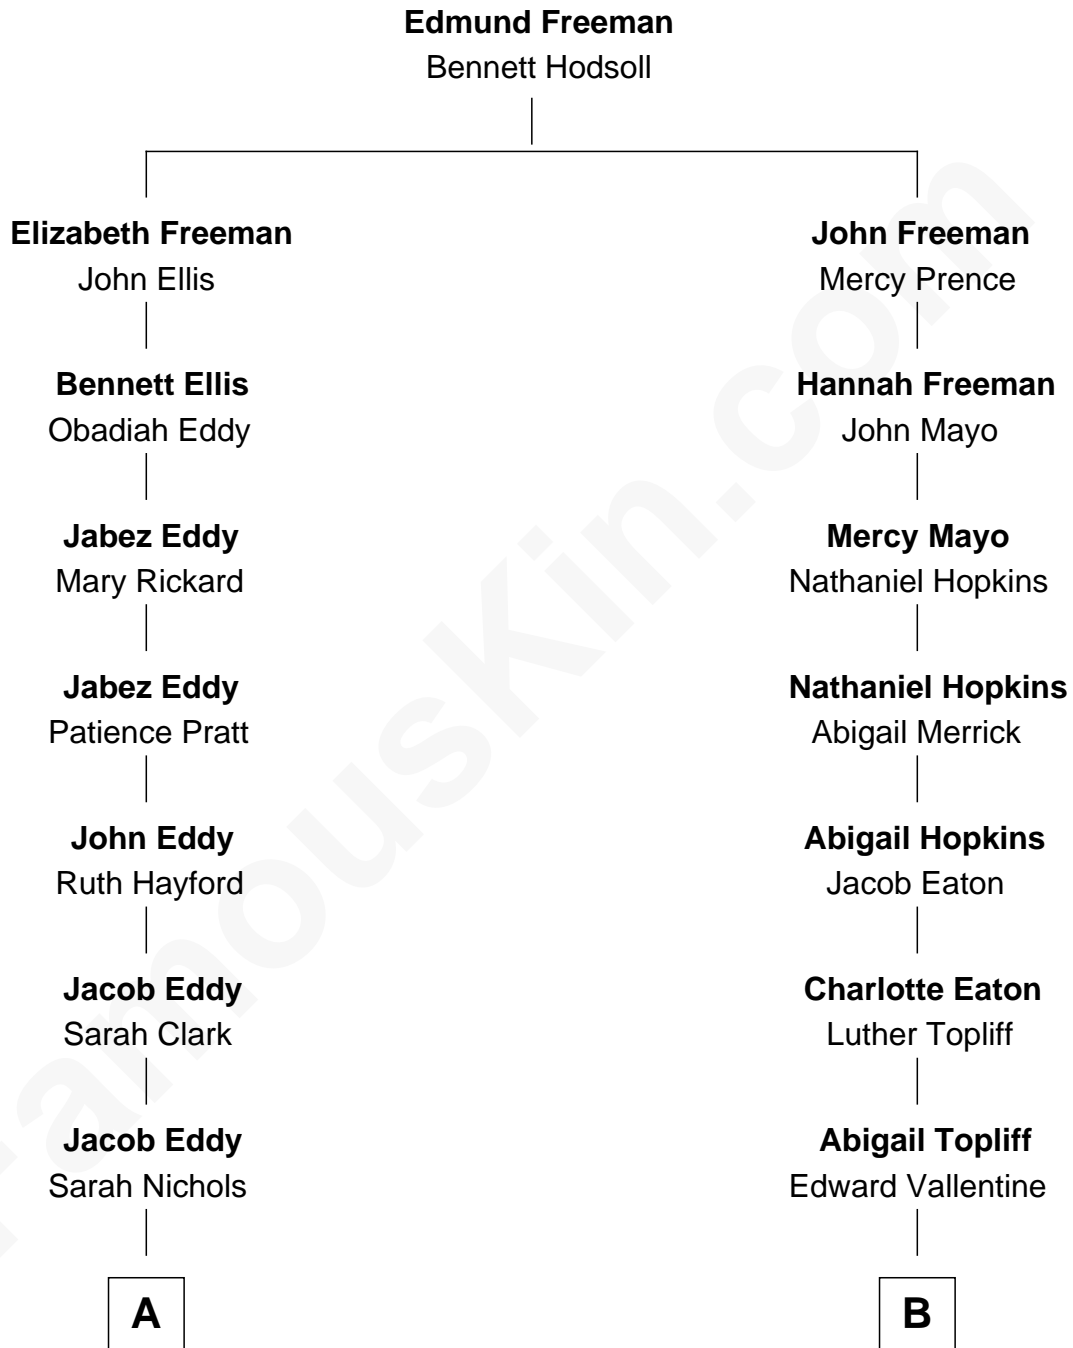 Edmund Freeman
Bennett Hodsoll
Elizabeth Freeman
John Ellis
Bennett Ellis
Obadiah Eddy
Jabez Eddy
Mary Rickard
Jabez Eddy
Patience Pratt
John Eddy
Ruth Hayford
Jacob Eddy
Sarah Clark
Jacob Eddy
Sarah Nichols
A
John Freeman
Mercy Prence
Hannah Freeman
John Mayo
Mercy Mayo
Nathaniel Hopkins
Nathaniel Hopkins
Abigail Merrick
Abigail Hopkins
Jacob Eaton
Charlotte Eaton
Luther Topliff
Abigail Topliff
Edward Vallentine
B
FamousKin.com